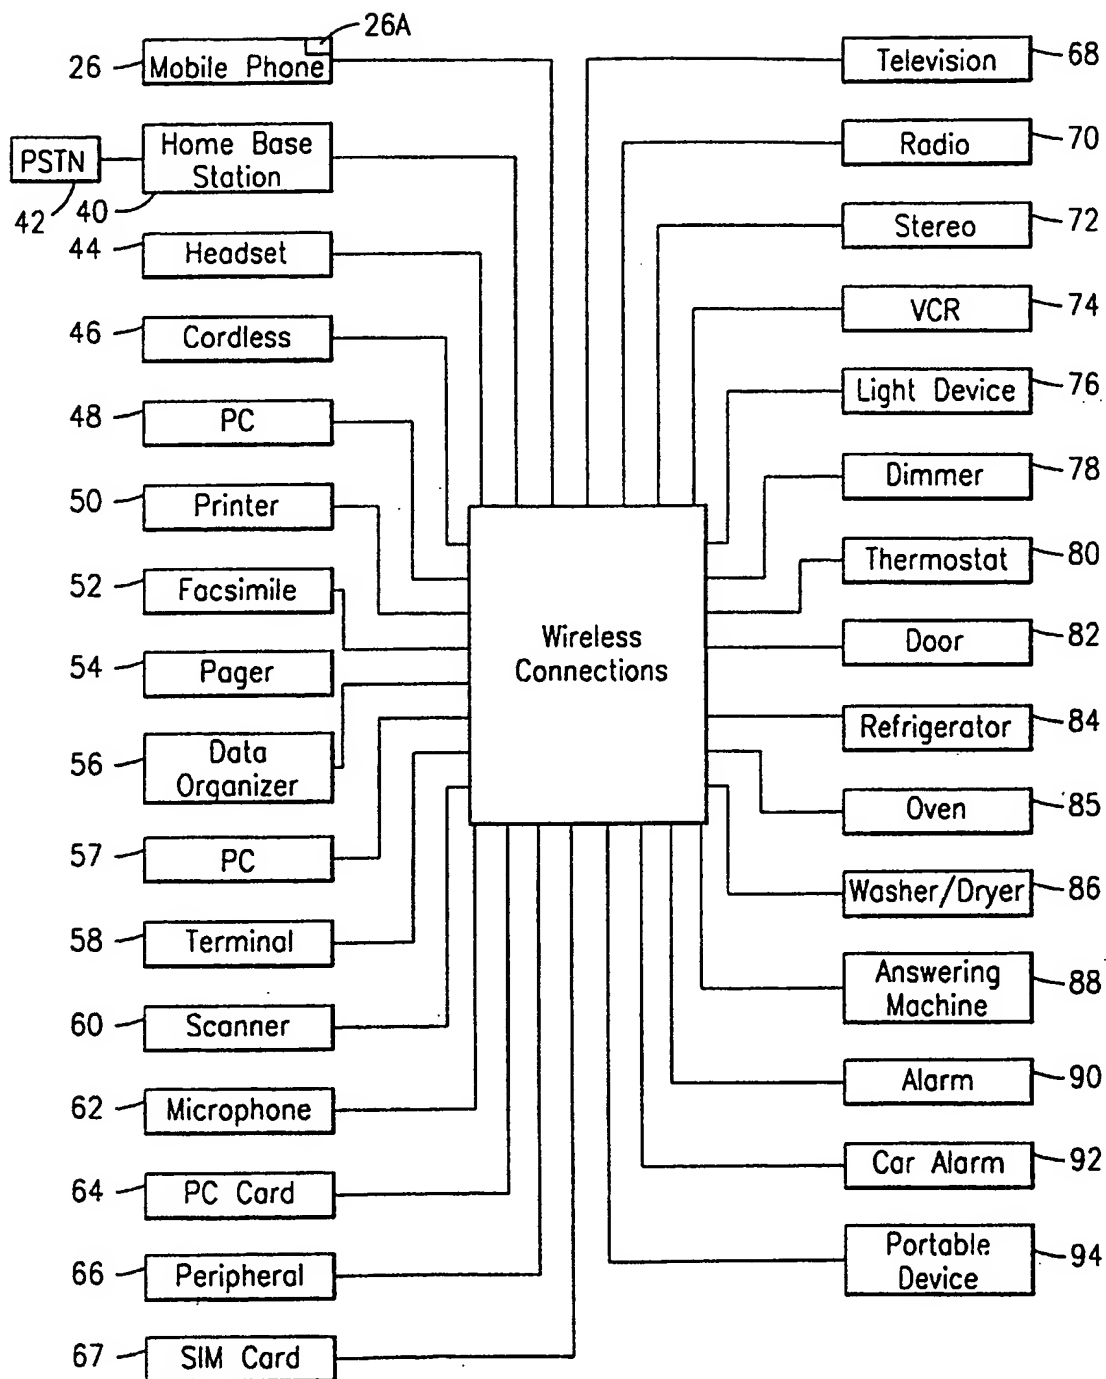 26A
26
Mobile Phone
PSTN
42
Home Base
Station
40
44
Headset
46
Cordless
48
PC
50
Printer
52
Facsimile
54
Pager
56
Data
Organizer
57
PC
58
Terminal
60
Scanner
62
Microphone
64
PC Card
66
Peripheral
67
SIM Card
Wireless
Connections
Television
68
Radio
70
Stereo
72
VCR
74
Light Device
76
Dimmer
78
Thermostat
80
Door
82
Refrigerator
84
Oven
85
Washer/Dryer
86
Answering
Machine
88
Alarm
90
Car Alarm
92
Portable
Device
94